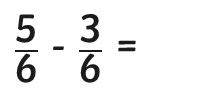 5/6 - 3/6 =